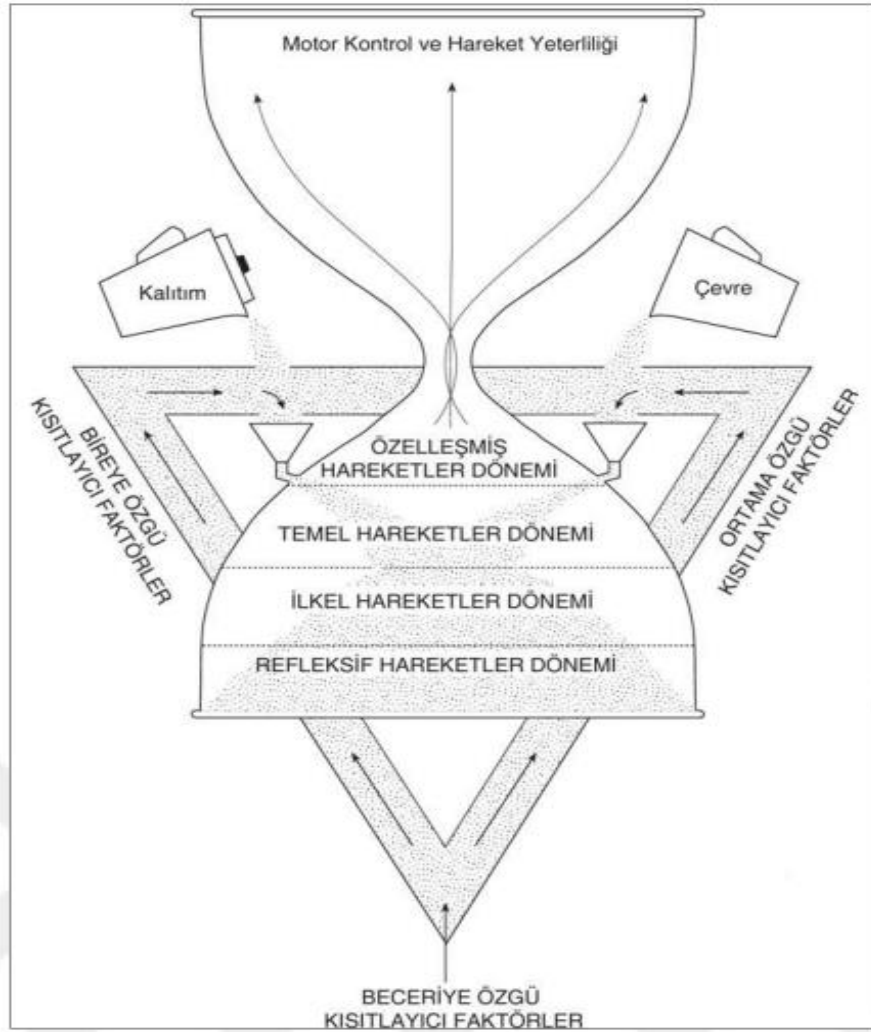 Motor Kontrol ve Hareket Yeterliliği
Kalıtım
Çevre
BİREYE ÖZGÜ
KISITLAYICI FAKTÖRLER
ORTAMA ÖZGÜ
KISITLAYICI FAKTÖRLER
ÖZELLEŞMİŞ
HAREKETLER DÖNEMİ
TEMEL HAREKETLER DÖNEMİ
İLKEL HAREKETLER DÖNEMİ
REFLEKSİF HAREKETLER DÖNEMİ
BECERİYE ÖZGÜ
KISITLAYICI FAKTÖRLER